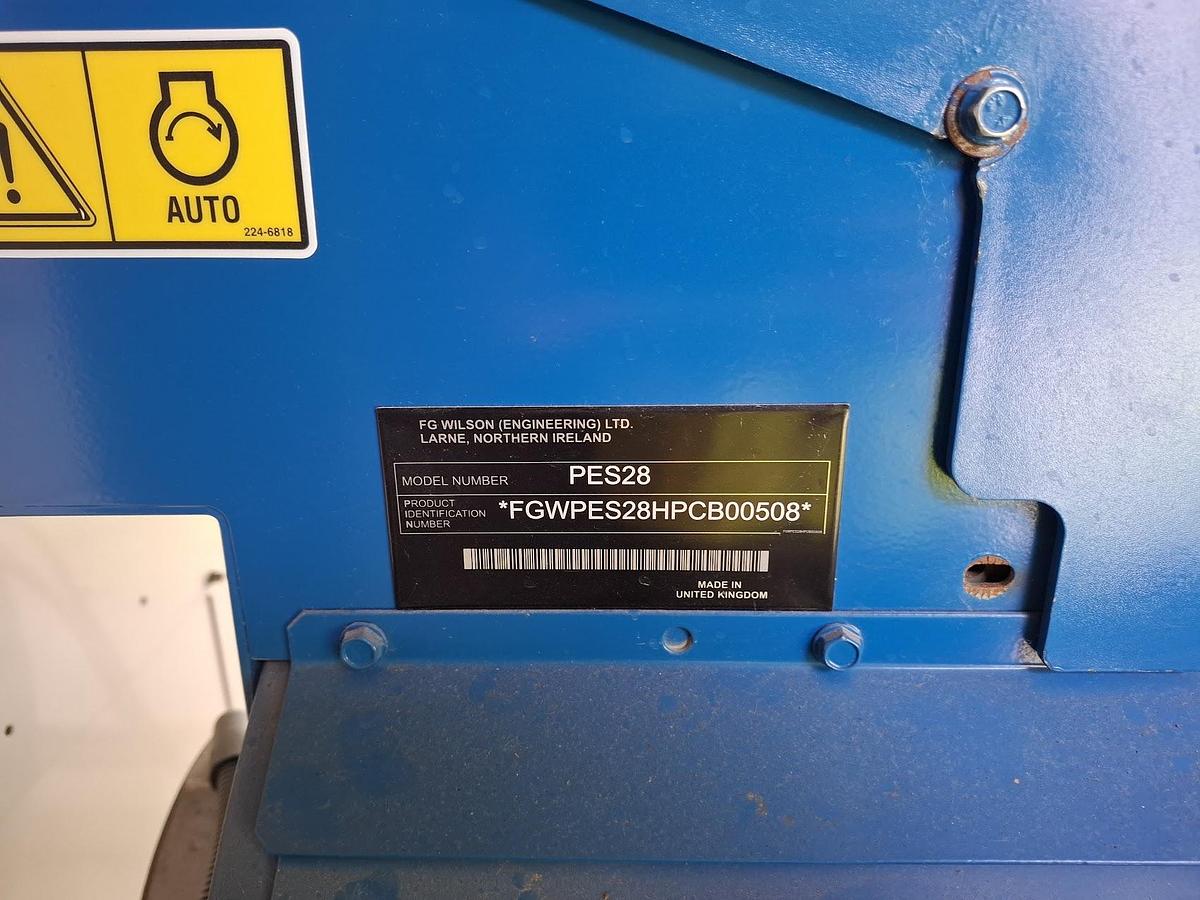 AUTO
224-6818
FG WILSON (ENGINEERING) LTD.
LARNE, NORTHERN IRELAND
MODEL NUMBER PES28
PRODUCT
IDENTIFICATION
NUMBER
*FGWPES28HPCB00508*
FGWPES28HPCB00508
MADE IN
UNITED KINGDOM